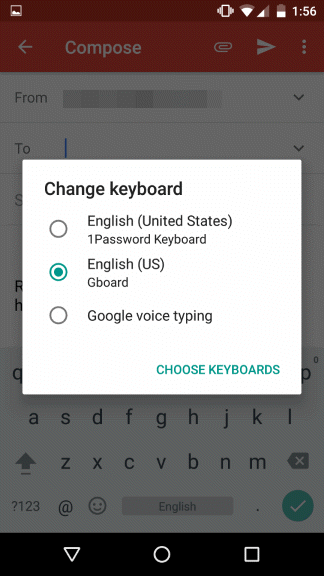 1:56
Compose
From
To
S
Change keyboard
English (United States)
1Password Keyboard
English (US)
Gboard
Google voice typing
R
h
CHOOSE KEYBOARDS
q p 0
a s d f g h j k l
z x c v b n m
?123 @ English .